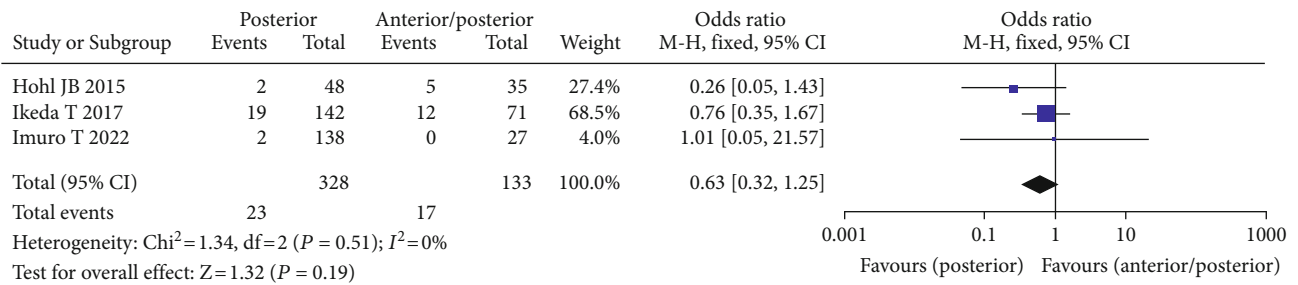 Posterior Anterior/posterior Odds ratio Odds ratio
Study or Subgroup Events Total Events Total Weight M-H, fixed, 95% CI M-H, fixed, 95% CI
Hohl JB 2015 2 48 5 35 27.4% 0.26 [0.05, 1.43]
Ikeda T 2017 19 142 12 71 68.5% 0.76 [0.35, 1.67]
Imuro T 2022 2 138 0 27 4.0% 1.01 [0.05, 21.57]
Total (95% CI) 328 133 100.0% 0.63 [0.32, 1.25]
Total events 23 17
Heterogeneity: Chi²=1.34, df=2 (P = 0.51); I²=0%
Test for overall effect: Z=1.32 (P = 0.19)
0.001 0.1 1 10 1000
Favours (posterior) Favours (anterior/posterior)